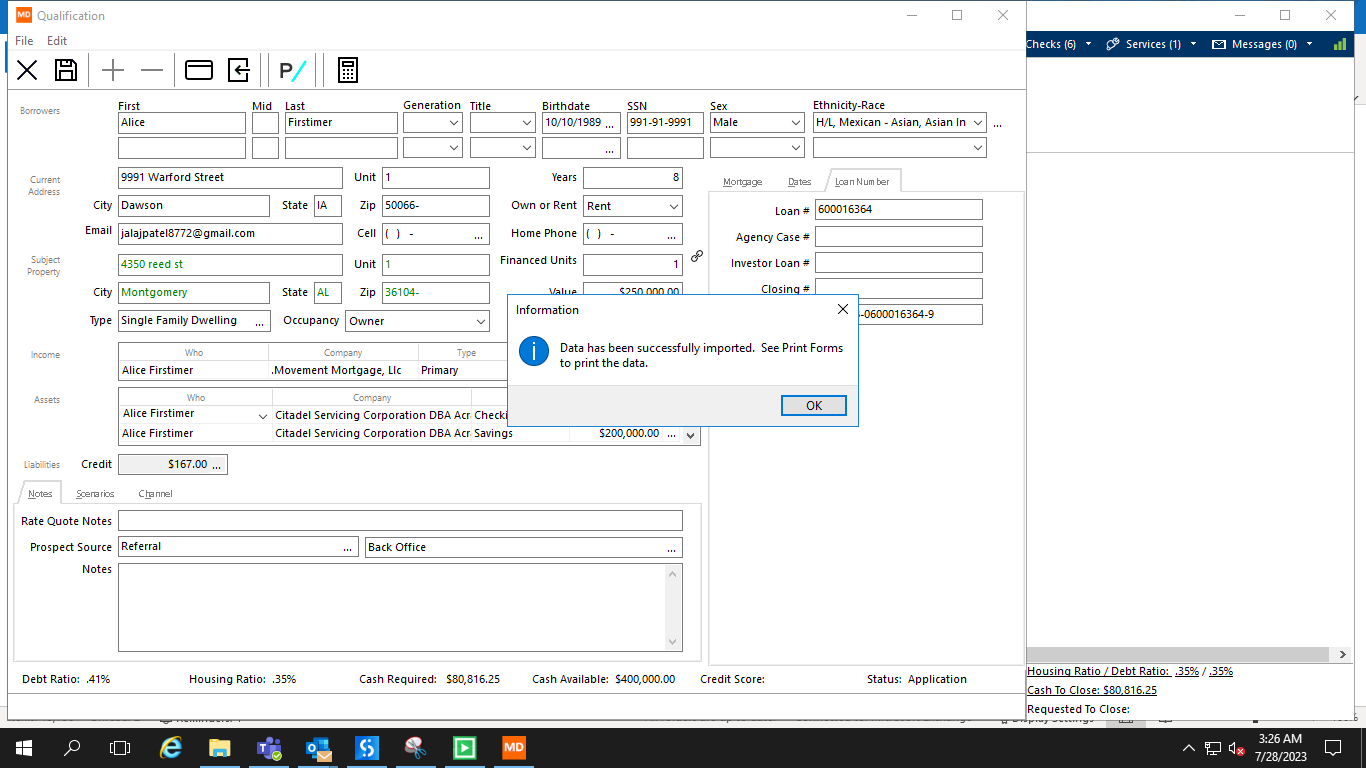 MD Qualification
File Edit
Checks (6) Services (1) Messages (0)
P/
Borrowers First Mid Last Generation Title Birthdate SSN Sex Ethnicity-Race
Alice Firstimer 10/10/1989 ... 991-91-9991 Male H/L, Mexican - Asian, Asian In ...
...
Current Address 9991 Warford Street Unit 1 Years 8
Mortgage Dates Loan Number
City Dawson State IA Zip 50066- Own or Rent Rent
Loan # 600016364
Email jalajpatel8772@gmail.com Cell ( ) - ... Home Phone ( ) - ...
Agency Case #
Subject Property 4350 reed st Unit 1 Financed Units 1
Investor Loan #
City Montgomery State AL Zip 36104- Value $250,000.00
Closing #
-0600016364-9
Type Single Family Dwelling ... Occupancy Owner
Information
Data has been successfully imported. See Print Forms
to print the data.
OK
Income Who Company Type
Alice Firstimer .Movement Mortgage, Llc Primary
Assets Who Company
Alice Firstimer Citadel Servicing Corporation DBA Acr Checki
Alice Firstimer Citadel Servicing Corporation DBA Acr Savings $200,000.00 ...
Liabilities Credit $167.00 ...
Notes Scenarios Channel
Rate Quote Notes
Prospect Source Referral ... Back Office ...
Notes
Debt Ratio: .41% Housing Ratio: .35% Cash Required: $80,816.25 Cash Available: $400,000.00 Credit Score: Status: Application
Housing Ratio / Debt Ratio: .35% / .35%
Cash To Close: $80,816.25
Requested To Close:
Display Settings
MD
3:26 AM
7/28/2023